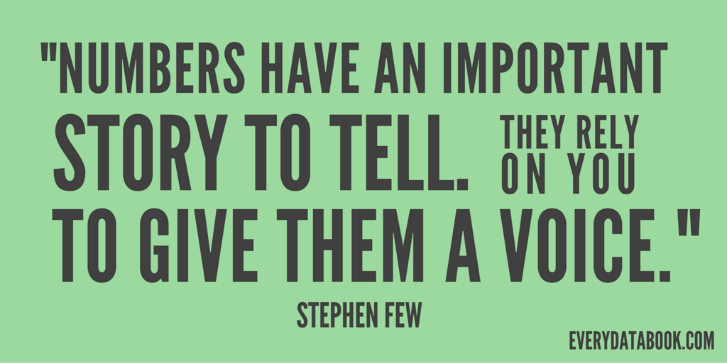 "NUMBERS HAVE AN IMPORTANT
STORY TO TELL. THEY RELY
ON YOU
TO GIVE THEM A VOICE."
STEPHEN FEW
EVERYDATABOOK.COM